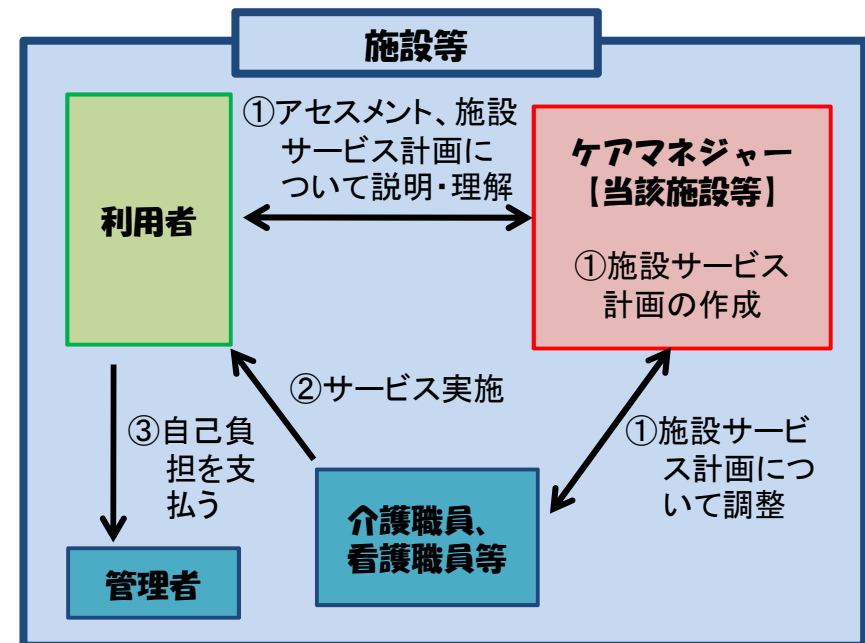 施設等
①アセスメント、施設
サービス計画に
ついて説明・理解
利用者
ケアマネジャー
【当該施設等】
①施設サービス
計画の作成
②サービス実施
③自己負
担を支
払う
①施設サービ
ス計画につ
いて調整
介護職員、
看護職員等
管理者